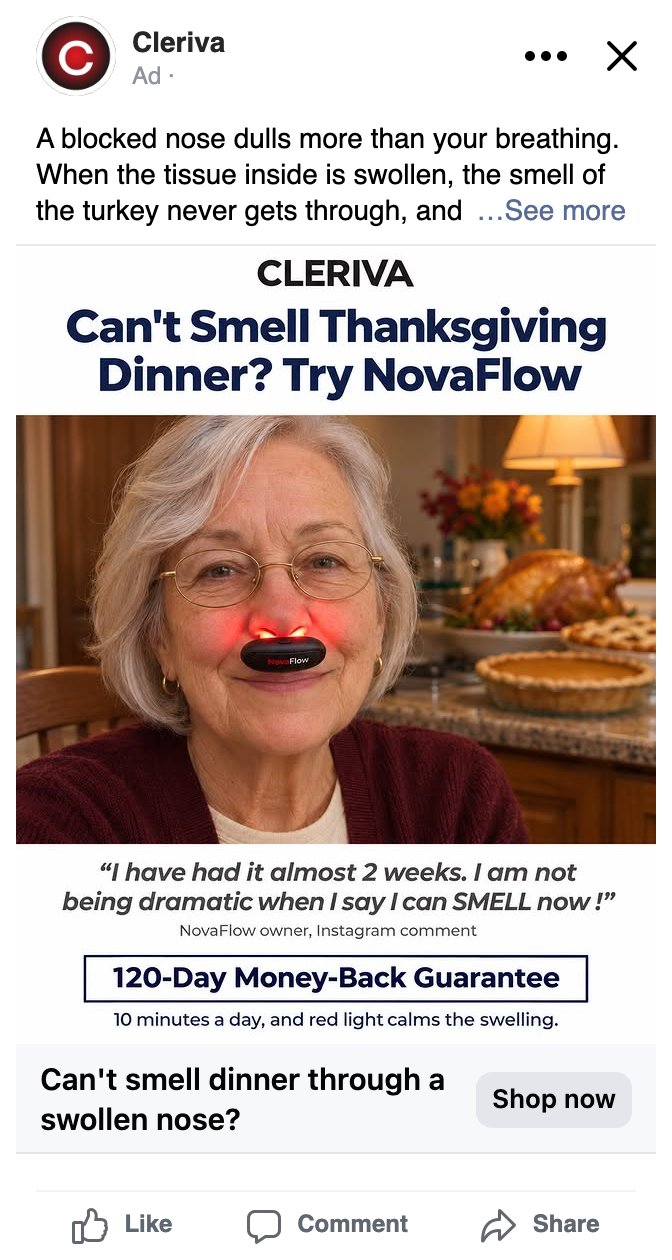 C
Cleriva
Ad ·
A blocked nose dulls more than your breathing.
When the tissue inside is swollen, the smell of
the turkey never gets through, and ...See more
CLERIVA
Can't Smell Thanksgiving
Dinner? Try NovaFlow
NovaFlow
“I have had it almost 2 weeks. I am not
being dramatic when I say I can SMELL now !”
NovaFlow owner, Instagram comment
120-Day Money-Back Guarantee
10 minutes a day, and red light calms the swelling.
Can't smell dinner through a
swollen nose?
Shop now
Like
Comment
Share